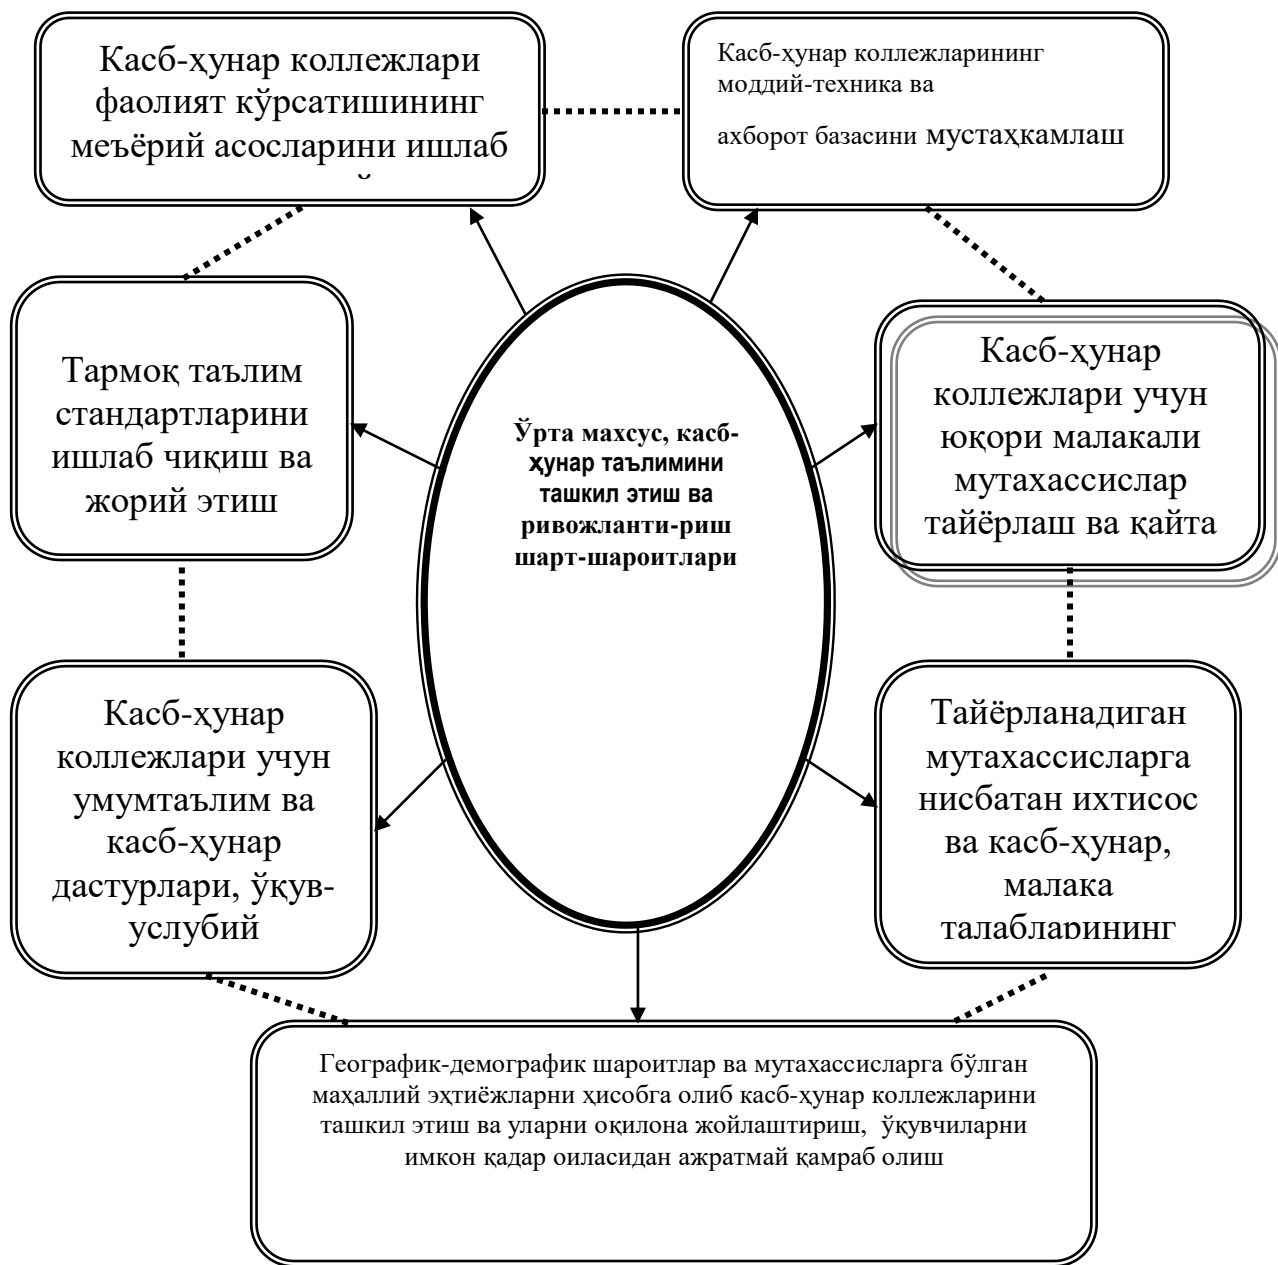 Касб-ҳунар коллежлари
фаолият кўрсатишининг
меъёрий асосларини ишлаб
Касб-ҳунар коллежларининг
моддий-техника ва
ахборот базасини мустаҳкамлаш
Тармоқ таълим
стандартларини
ишлаб чиқиш ва
жорий этиш
Ўрта махсус, касб-
ҳунар таълимини
ташкил этиш ва
ривожланти-риш
шарт-шароитлари
Касб-ҳунар
коллежлари учун
юқори малакали
мутахассислар
тайёрлаш ва қайта
Касб-ҳунар
коллежлари учун
умумтаълим ва
касб-ҳунар
дастурлари, ўқув-
услубий
Тайёрланадиган
мутахассисларга
нисбатан ихтисос
ва касб-ҳунар,
малака
талабларининг
Географик-демографик шароитлар ва мутахассисларга бўлган
маҳаллий эҳтиёжларни ҳисобга олиб касб-ҳунар коллежларини
ташкил этиш ва уларни оқилона жойлаштириш, ўқувчиларни
имкон қадар оиласидан ажратмай қамраб олиш